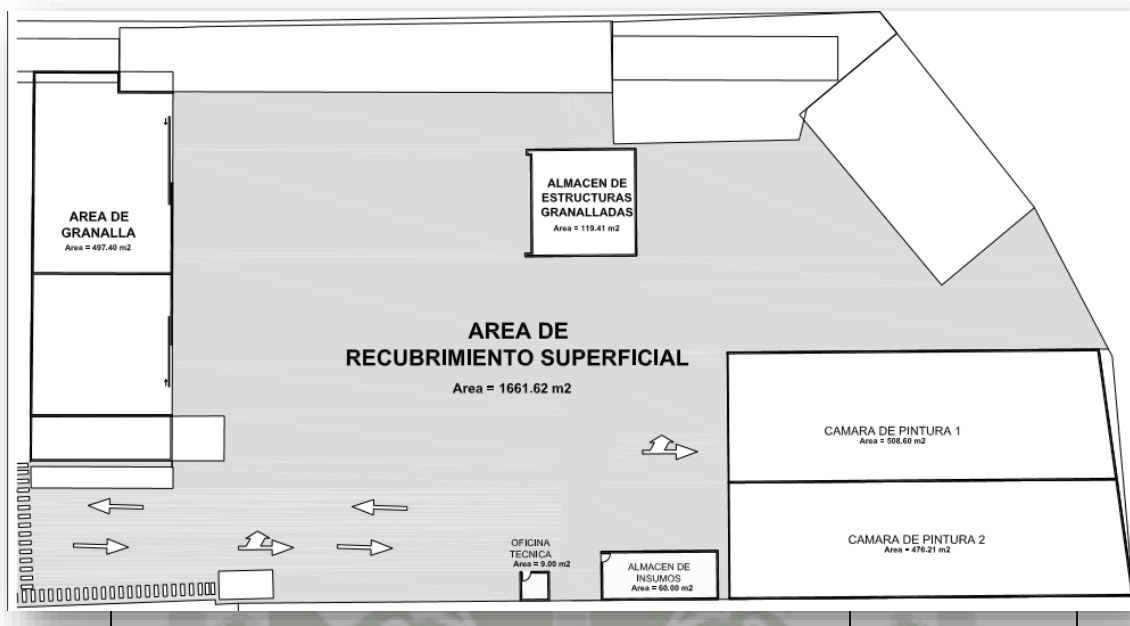 AREA DE
GRANALLA
Area = 497.40 m2
ALMACEN DE
ESTRUCTURAS
GRANALLADAS
Area = 119.41 m2
AREA DE
RECUBRIMIENTO SUPERFICIAL
Area = 1661.62 m2
CAMARA DE PINTURA 1
Area = 508.60 m2
CAMARA DE PINTURA 2
Area = 476.21 m2
OFICINA
TECNICA
Area = 9.00 m2
ALMACEN DE
INSUMOS
Area = 60.00 m2